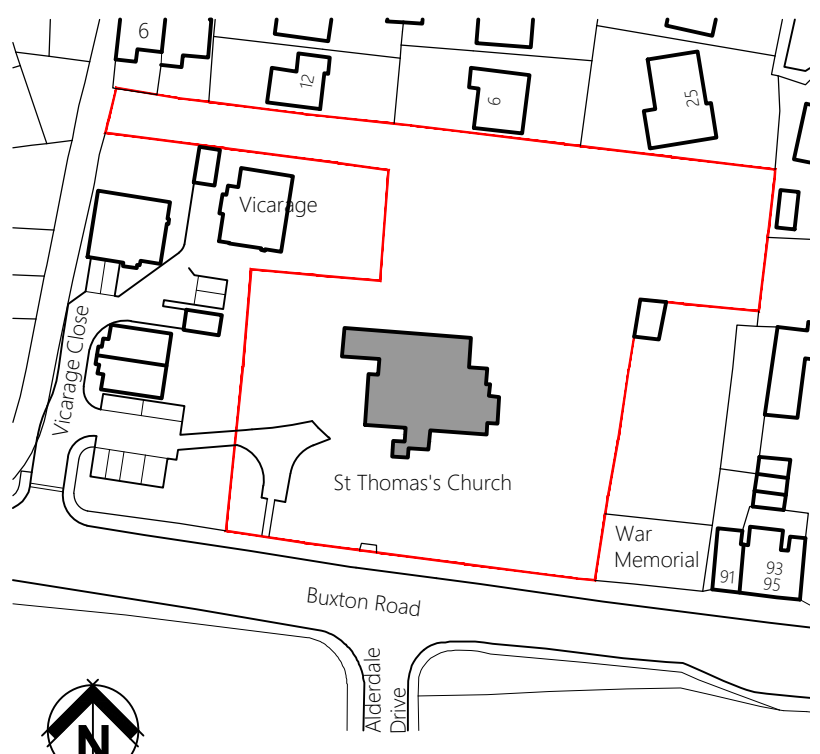 6
12
6
25
Vicarage
Vicarage Close
St Thomas's Church
War
Memorial
91
93
95
Buxton Road
Alderdale
Drive
N